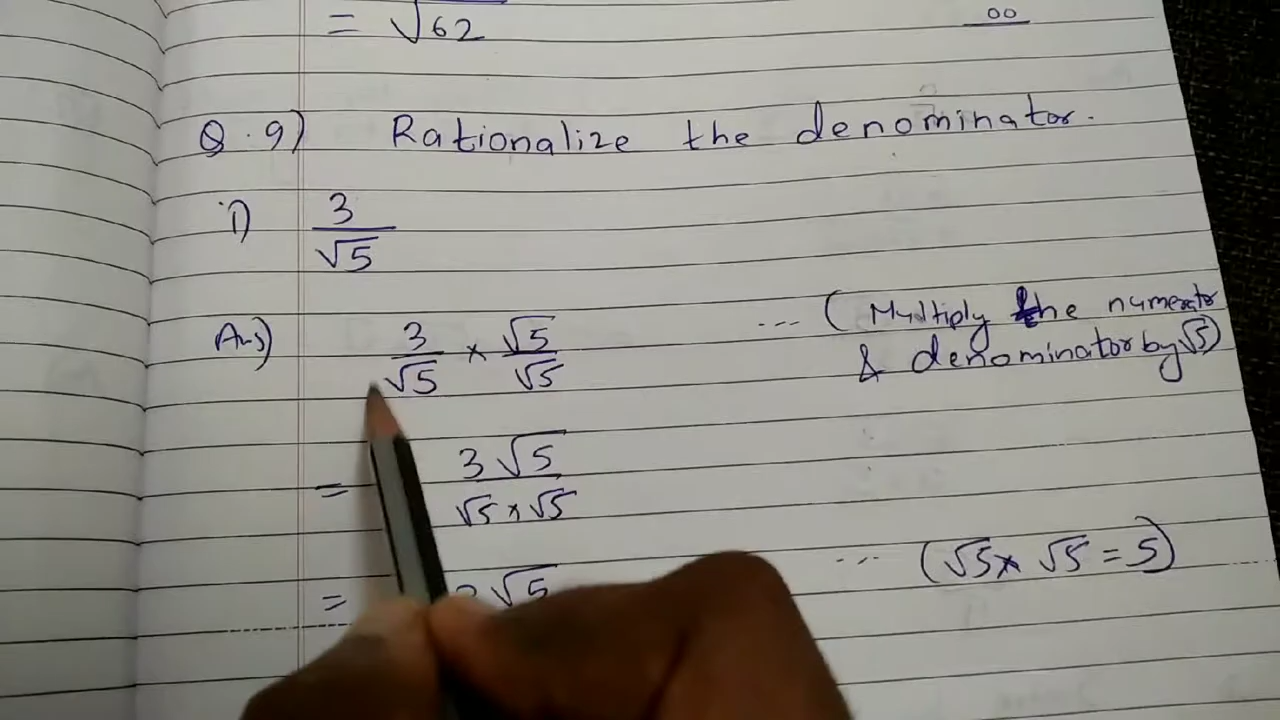 = √62
00
Q.9) Rationalize the denominator.
i) 3/√5
Ans) 3/√5 × √5/√5 ... (Multiply the numerator
& denominator by √5)
= 3√5/√5×√5
... (√5× √5 = 5)
= 3√5